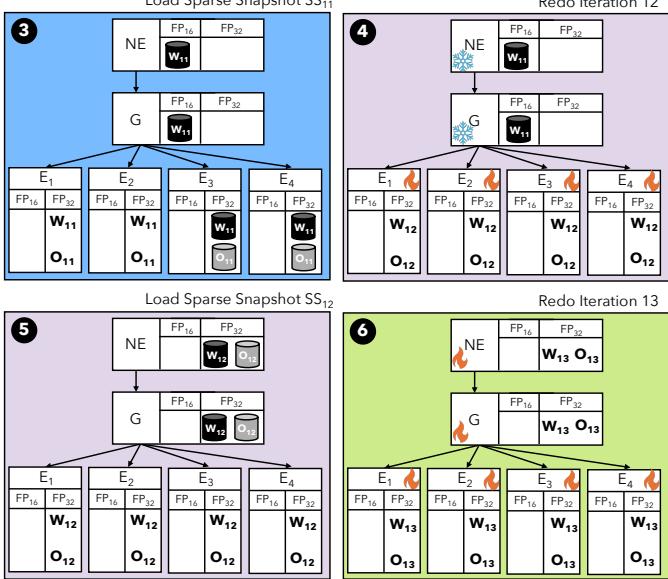 Load Sparse Snapshot SS₁₁
3
FP₁₆ FP₃₂
NE
W₁₁
FP₁₆ FP₃₂
G
W₁₁
E₁ E₂ E₃ E₄
FP₁₆ FP₃₂ FP₁₆ FP₃₂ FP₁₆ FP₃₂ FP₁₆ FP₃₂
W₁₁ W₁₁ W₁₁ W₁₁
O₁₁ O₁₁ O₁₁ O₁₁
Redo Iteration 12
4
FP₁₆ FP₃₂
NE
W₁₁
FP₁₆ FP₃₂
G
W₁₁
E₁ E₂ E₃ E₄
FP₁₆ FP₃₂ FP₁₆ FP₃₂ FP₁₆ FP₃₂ FP₁₆ FP₃₂
W₁₂ W₁₂ W₁₂ W₁₂
O₁₂ O₁₂ O₁₂ O₁₂
Load Sparse Snapshot SS₁₂
5
FP₁₆ FP₃₂
NE
W₁₂ O₁₂
FP₁₆ FP₃₂
G
W₁₂ O₁₂
E₁ E₂ E₃ E₄
FP₁₆ FP₃₂ FP₁₆ FP₃₂ FP₁₆ FP₃₂ FP₁₆ FP₃₂
W₁₂ W₁₂ W₁₂ W₁₂
O₁₂ O₁₂ O₁₂ O₁₂
Redo Iteration 13
6
FP₁₆ FP₃₂
NE W₁₃ O₁₃
FP₁₆ FP₃₂
G W₁₃ O₁₃
E₁ E₂ E₃ E₄
FP₁₆ FP₃₂ FP₁₆ FP₃₂ FP₁₆ FP₃₂ FP₁₆ FP₃₂
W₁₃ W₁₃ W₁₃ W₁₃
O₁₃ O₁₃ O₁₃ O₁₃